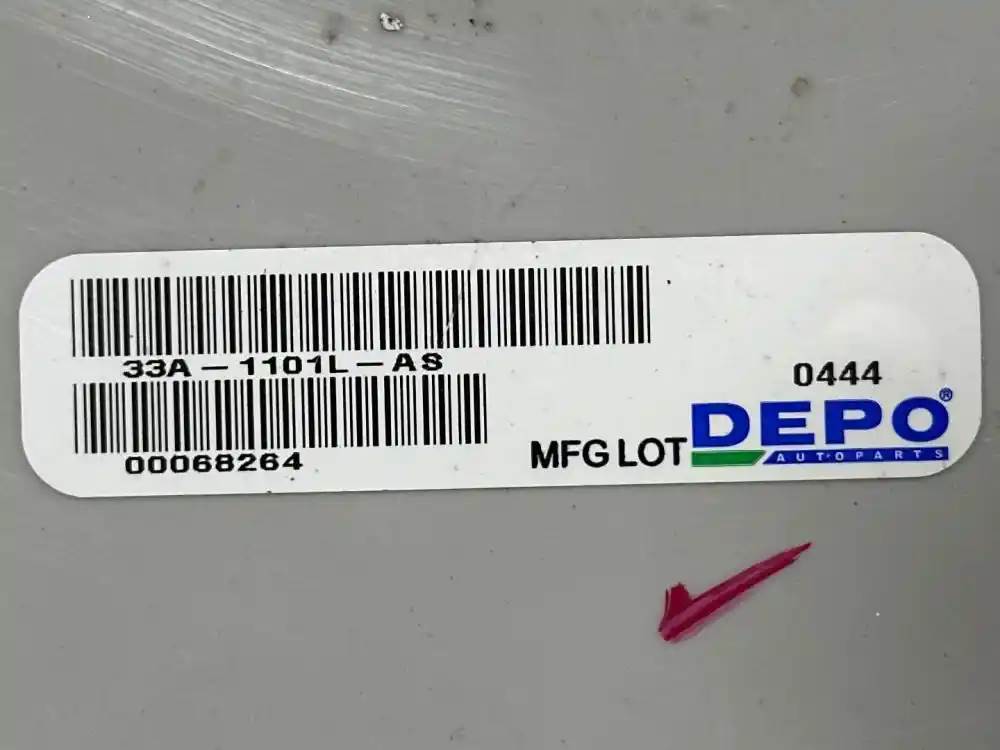 33A-1101L-AS
00068264
0444
MFG LOT
DEPO®
AUTOPARTS